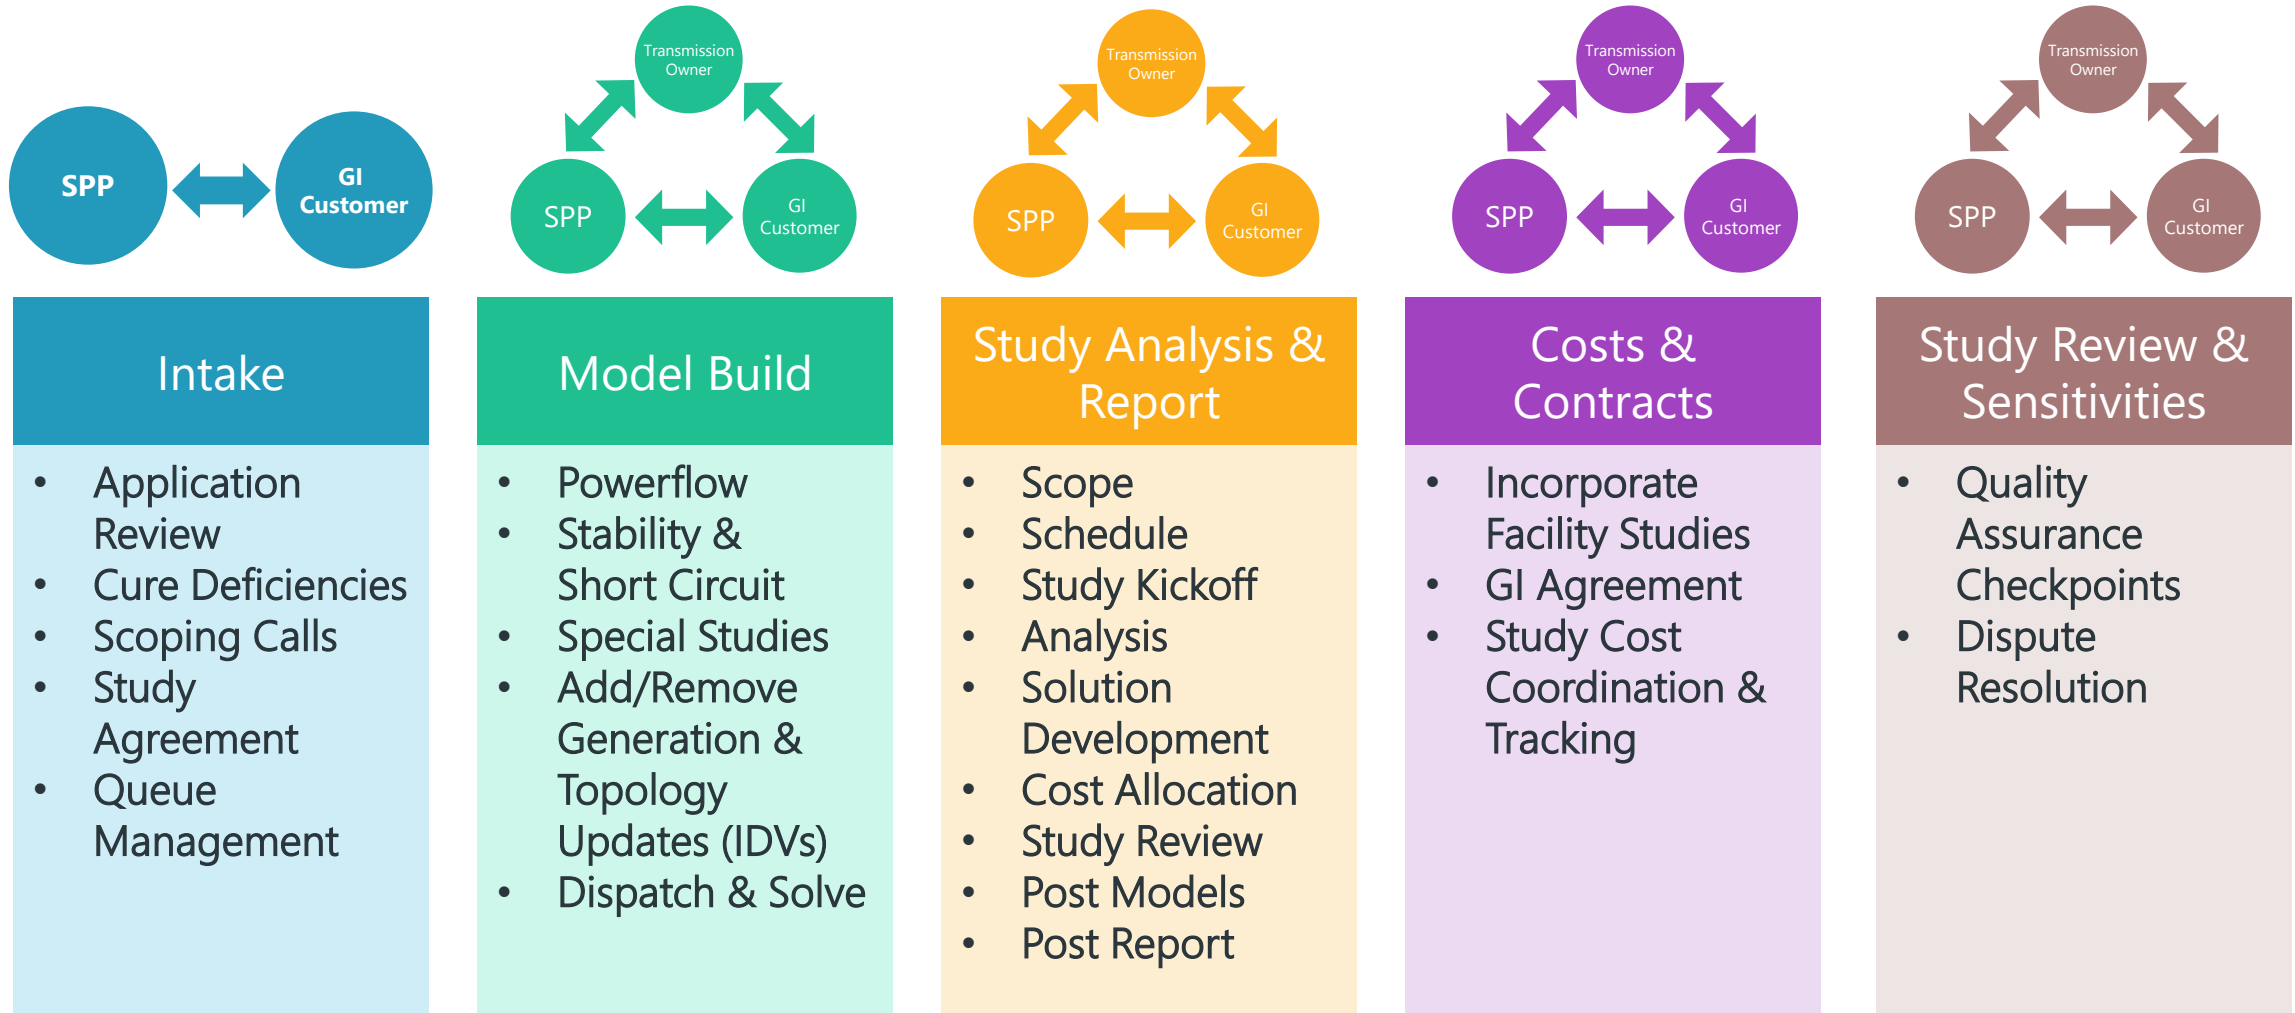 SPP
GI
Customer
Transmission
Owner
SPP
GI
Customer
Transmission
Owner
SPP
GI
Customer
Transmission
Owner
SPP
GI
Customer
Transmission
Owner
SPP
GI
Customer
Intake
• Application
Review
• Cure Deficiencies
• Scoping Calls
• Study
Agreement
• Queue
Management
Model Build
• Powerflow
• Stability &
Short Circuit
• Special Studies
• Add/Remove
Generation &
Topology
Updates (IDVs)
• Dispatch & Solve
Study Analysis &
Report
• Scope
• Schedule
• Study Kickoff
• Analysis
• Solution
Development
• Cost Allocation
• Study Review
• Post Models
• Post Report
Costs &
Contracts
• Incorporate
Facility Studies
• GI Agreement
• Study Cost
Coordination &
Tracking
Study Review &
Sensitivities
• Quality
Assurance
Checkpoints
• Dispute
Resolution